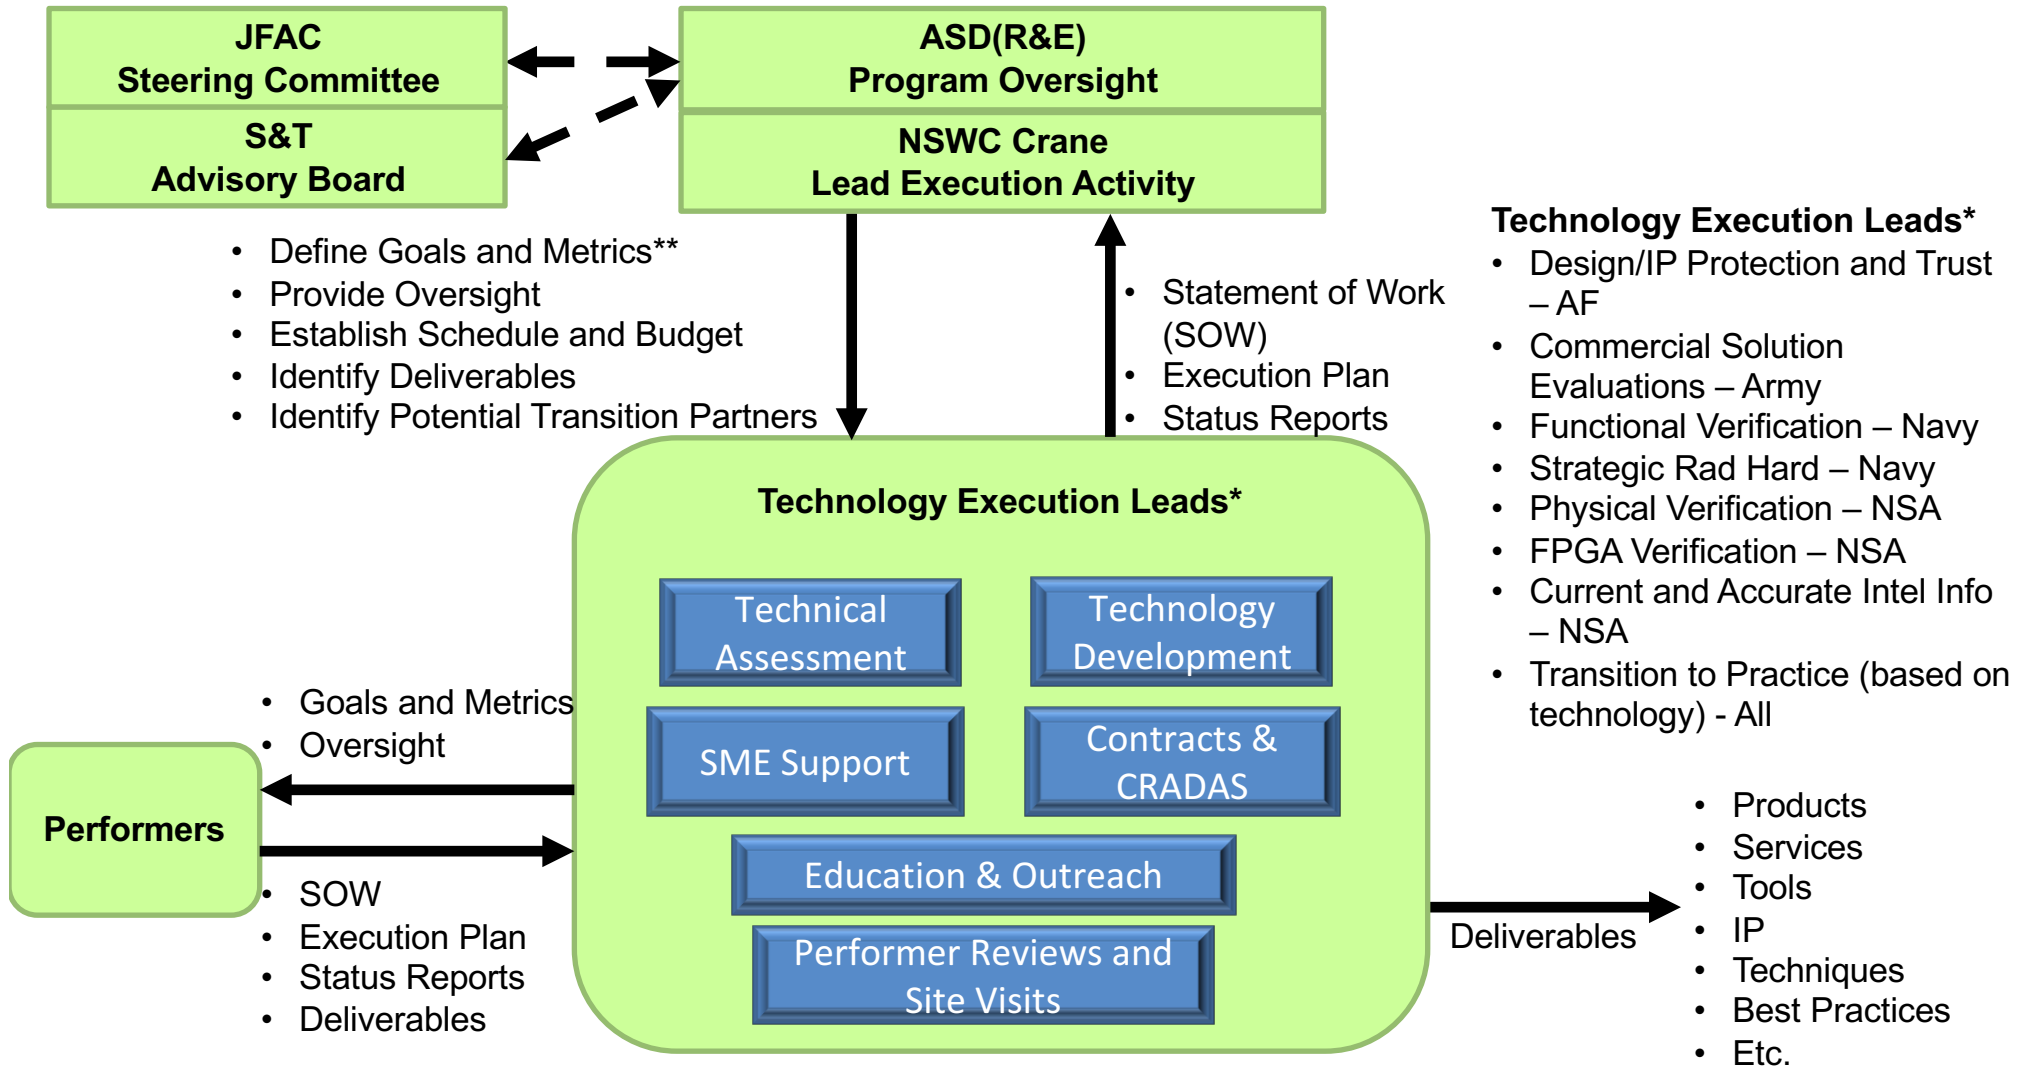 JFAC
Steering Committee
S&T
Advisory Board
ASD(R&E)
Program Oversight
NSWC Crane
Lead Execution Activity
• Define Goals and Metrics**
• Provide Oversight
• Establish Schedule and Budget
• Identify Deliverables
• Identify Potential Transition Partners
• Statement of Work
(SOW)
• Execution Plan
• Status Reports
Technology Execution Leads*
• Design/IP Protection and Trust
– AF
• Commercial Solution
Evaluations – Army
• Functional Verification – Navy
• Strategic Rad Hard – Navy
• Physical Verification – NSA
• FPGA Verification – NSA
• Current and Accurate Intel Info
– NSA
• Transition to Practice (based on
technology) - All
Technology Execution Leads*
Technical
Assessment
Technology
Development
SME Support
Contracts &
CRADAS
Education & Outreach
Performer Reviews and
Site Visits
• Goals and Metrics
• Oversight
Performers
• SOW
• Execution Plan
• Status Reports
• Deliverables
Deliverables
• Products
• Services
• Tools
• IP
• Techniques
• Best Practices
• Etc.